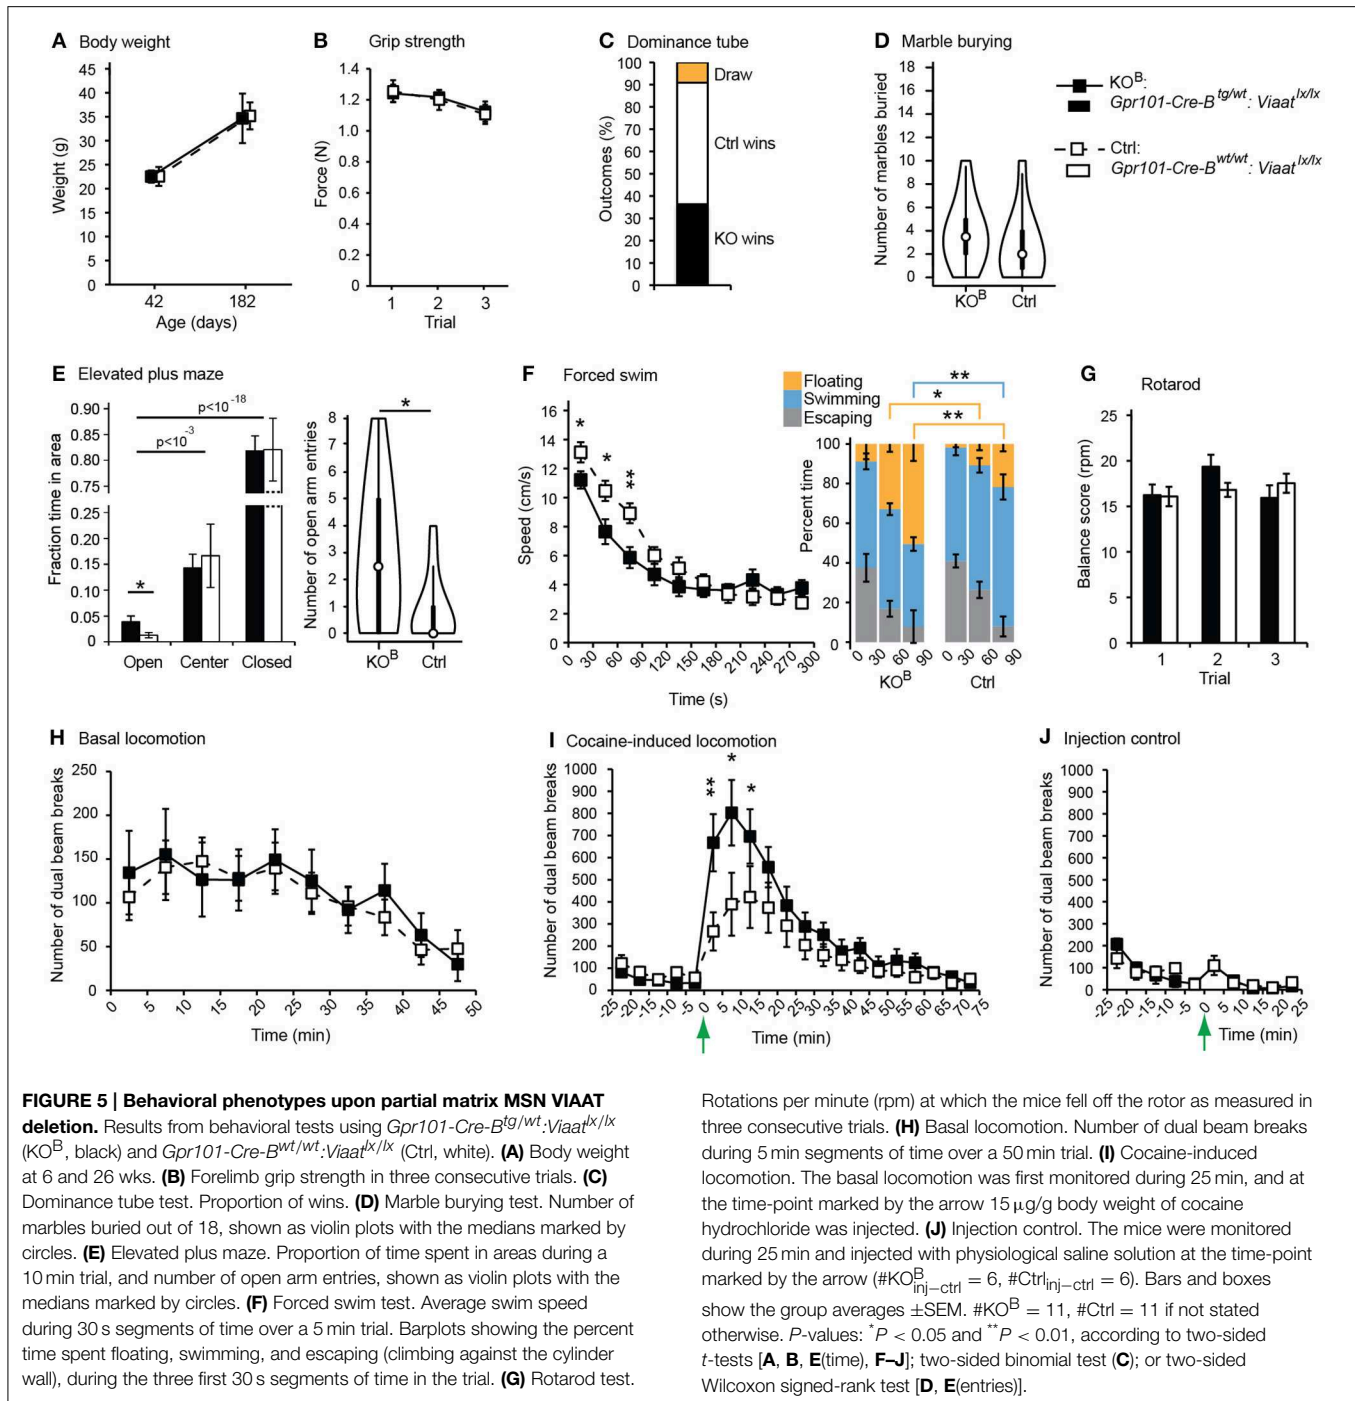 A Body weight
45
40
35
30
25
20
15
10
5
0
Weight (g)
42 182
Age (days)
B Grip strength
1.4
1.2
1.0
0.8
0.6
0.4
0.2
0
Force (N)
1 2 3
Trial
C Dominance tube
100
90
80
70
60
50
40
30
20
10
0
Outcomes (%)
Draw
Ctrl wins
KO wins
D Marble burying
18
16
14
12
10
8
6
4
2
0
Number of marbles buried
KO^B Ctrl
KO^B:
Gpr101-Cre-B^tg/wt: Viaat^lx/lx
Ctrl:
Gpr101-Cre-B^wt/wt: Viaat^lx/lx
E Elevated plus maze
p<10^-18
p<10^-3
*
0.90
0.85
0.80
0.75
0.25
0.20
0.15
0.10
0.05
0
Fraction time in area
Open Center Closed
8
7
6
5
4
3
2
1
0
Number of open arm entries
*
KO^B Ctrl
F Forced swim
16
14
12
10
8
6
4
2
0
Speed (cm/s)
* * **
0 30 60 90 120 150 180 210 240 270 300
Time (s)
Floating
Swimming
Escaping
**
*
**
100
80
60
40
20
0
Percent time
0 30 60 90 0 30 60 90
KO^B Ctrl
G Rotarod
25
20
15
10
5
0
Balance score (rpm)
1 2 3
Trial
H Basal locomotion
250
200
150
100
50
0
Number of dual beam breaks
0 5 10 15 20 25 30 35 40 45 50
Time (min)
I Cocaine-induced locomotion
1000
900
800
700
600
500
400
300
200
100
0
Number of dual beam breaks
** * *
-25 -20 -15 -10 -5 0 5 10 15 20 25 30 35 40 45 50 55 60 65 70 75
Time (min)
J Injection control
1000
900
800
700
600
500
400
300
200
100
0
Number of dual beam breaks
-25 -20 -15 -10 -5 0 5 10 15 20 25
Time (min)
FIGURE 5 | Behavioral phenotypes upon partial matrix MSN VIAAT
deletion. Results from behavioral tests using Gpr101-Cre-B^tg/wt:Viaat^lx/lx
(KO^B, black) and Gpr101-Cre-B^wt/wt:Viaat^lx/lx (Ctrl, white). (A) Body weight
at 6 and 26 wks. (B) Forelimb grip strength in three consecutive trials. (C)
Dominance tube test. Proportion of wins. (D) Marble burying test. Number of
marbles buried out of 18, shown as violin plots with the medians marked by
circles. (E) Elevated plus maze. Proportion of time spent in areas during a
10 min trial, and number of open arm entries, shown as violin plots with the
medians marked by circles. (F) Forced swim test. Average swim speed
during 30 s segments of time over a 5 min trial. Barplots showing the percent
time spent floating, swimming, and escaping (climbing against the cylinder
wall), during the three first 30 s segments of time in the trial. (G) Rotarod test.
Rotations per minute (rpm) at which the mice fell off the rotor as measured in
three consecutive trials. (H) Basal locomotion. Number of dual beam breaks
during 5 min segments of time over a 50 min trial. (I) Cocaine-induced
locomotion. The basal locomotion was first monitored during 25 min, and at
the time-point marked by the arrow 15 μg/g body weight of cocaine
hydrochloride was injected. (J) Injection control. The mice were monitored
during 25 min and injected with physiological saline solution at the time-point
marked by the arrow (#KO^B_inj−ctrl = 6, #Ctrl_inj−ctrl = 6). Bars and boxes
show the group averages ±SEM. #KO^B = 11, #Ctrl = 11 if not stated
otherwise. P-values: *P < 0.05 and **P < 0.01, according to two-sided
t-tests [A, B, E(time), F–J]; two-sided binomial test (C); or two-sided
Wilcoxon signed-rank test [D, E(entries)].